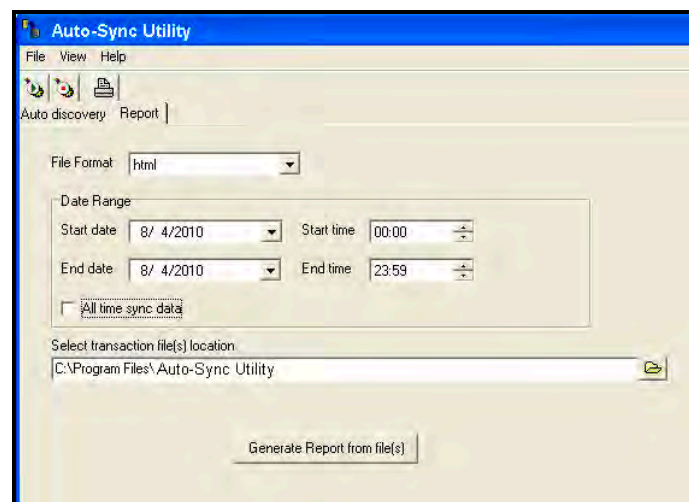 Auto-Sync Utility
File View Help
Auto discovery Report
File Format html
Date Range
Start date 8/ 4/2010 Start time 00:00
End date 8/ 4/2010 End time 23:59
All time sync data
Select transaction file(s) location
C:\Program Files\Auto-Sync Utility
Generate Report from file(s)